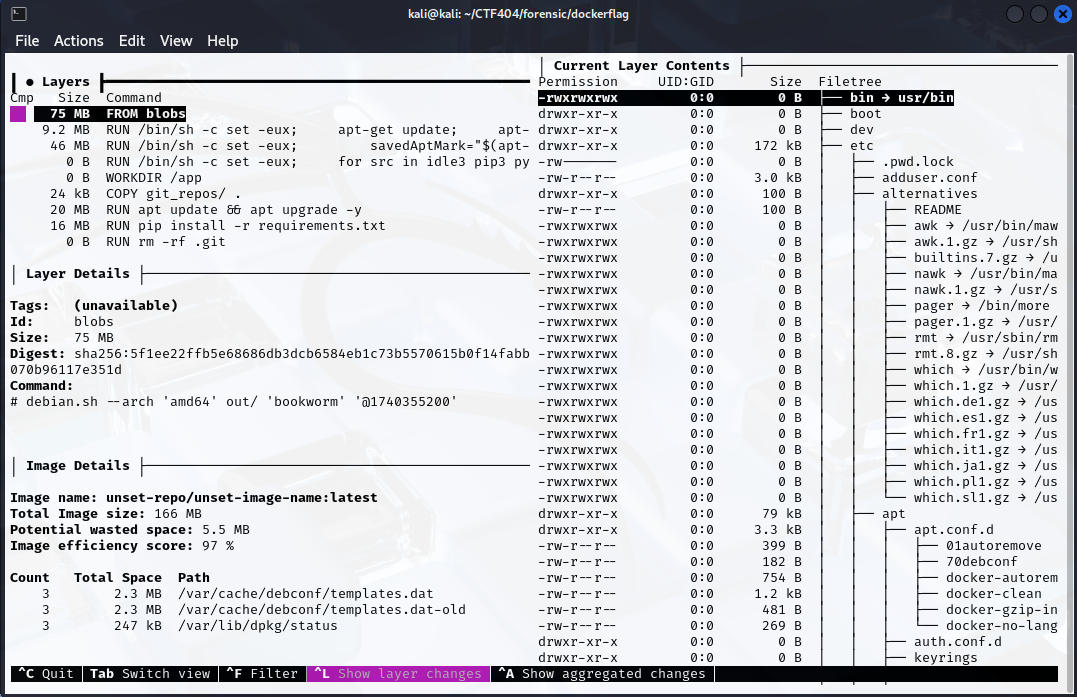 kali@kali: ~/CTF404/forensic/dockerflag
File Actions Edit View Help
│ ● Layers ├
Cmp Size Command
75 MB FROM blobs
9.2 MB RUN /bin/sh -c set -eux; apt-get update; apt-
46 MB RUN /bin/sh -c set -eux; savedAptMark="$(apt-
0 B RUN /bin/sh -c set -eux; for src in idle3 pip3 py
0 B WORKDIR /app
24 kB COPY git_repos/ .
20 MB RUN apt update && apt upgrade -y
16 MB RUN pip install -r requirements.txt
0 B RUN rm -rf .git
│ Layer Details ├
Tags: (unavailable)
Id: blobs
Size: 75 MB
Digest: sha256:5f1ee22ffb5e68686db3dcb6584eb1c73b5570615b0f14fabb
070b96117e351d
Command:
# debian.sh --arch 'amd64' out/ 'bookworm' '@1740355200'
│ Image Details ├
Image name: unset-repo/unset-image-name:latest
Total Image size: 166 MB
Potential wasted space: 5.5 MB
Image efficiency score: 97 %
Count Total Space Path
3 2.3 MB /var/cache/debconf/templates.dat
3 2.3 MB /var/cache/debconf/templates.dat-old
3 247 kB /var/lib/dpkg/status
│ Current Layer Contents ├
Permission UID:GID Size Filetree
-rwxrwxrwx 0:0 0 B ├── bin → usr/bin
drwxr-xr-x 0:0 0 B ├── boot
drwxr-xr-x 0:0 0 B ├── dev
drwxr-xr-x 0:0 172 kB ├── etc
-rw------- 0:0 0 B │ ├── .pwd.lock
-rw-r--r-- 0:0 3.0 kB │ ├── adduser.conf
drwxr-xr-x 0:0 100 B │ ├── alternatives
-rw-r--r-- 0:0 100 B │ │ ├── README
-rwxrwxrwx 0:0 0 B │ │ ├── awk → /usr/bin/maw
-rwxrwxrwx 0:0 0 B │ │ ├── awk.1.gz → /usr/sh
-rwxrwxrwx 0:0 0 B │ │ ├── builtins.7.gz → /u
-rwxrwxrwx 0:0 0 B │ │ ├── nawk → /usr/bin/ma
-rwxrwxrwx 0:0 0 B │ │ ├── nawk.1.gz → /usr/s
-rwxrwxrwx 0:0 0 B │ │ ├── pager → /bin/more
-rwxrwxrwx 0:0 0 B │ │ ├── pager.1.gz → /usr/
-rwxrwxrwx 0:0 0 B │ │ ├── rmt → /usr/sbin/rm
-rwxrwxrwx 0:0 0 B │ │ ├── rmt.8.gz → /usr/sh
-rwxrwxrwx 0:0 0 B │ │ ├── which → /usr/bin/w
-rwxrwxrwx 0:0 0 B │ │ ├── which.1.gz → /usr/
-rwxrwxrwx 0:0 0 B │ │ ├── which.de1.gz → /us
-rwxrwxrwx 0:0 0 B │ │ ├── which.es1.gz → /us
-rwxrwxrwx 0:0 0 B │ │ ├── which.fr1.gz → /us
-rwxrwxrwx 0:0 0 B │ │ ├── which.it1.gz → /us
-rwxrwxrwx 0:0 0 B │ │ ├── which.ja1.gz → /us
-rwxrwxrwx 0:0 0 B │ │ ├── which.pl1.gz → /us
-rwxrwxrwx 0:0 0 B │ │ └── which.sl1.gz → /us
drwxr-xr-x 0:0 79 kB │ ├── apt
drwxr-xr-x 0:0 3.3 kB │ │ ├── apt.conf.d
-rw-r--r-- 0:0 399 B │ │ │ ├── 01autoremove
-rw-r--r-- 0:0 182 B │ │ │ ├── 70debconf
-rw-r--r-- 0:0 754 B │ │ │ ├── docker-autorem
-rw-r--r-- 0:0 1.2 kB │ │ │ ├── docker-clean
-rw-r--r-- 0:0 481 B │ │ │ ├── docker-gzip-in
-rw-r--r-- 0:0 269 B │ │ │ └── docker-no-lang
drwxr-xr-x 0:0 0 B │ │ ├── auth.conf.d
drwxr-xr-x 0:0 0 B │ │ ├── keyrings
^C Quit │ Tab Switch view │ ^F Filter │ ^L Show layer changes │ ^A Show aggregated changes │